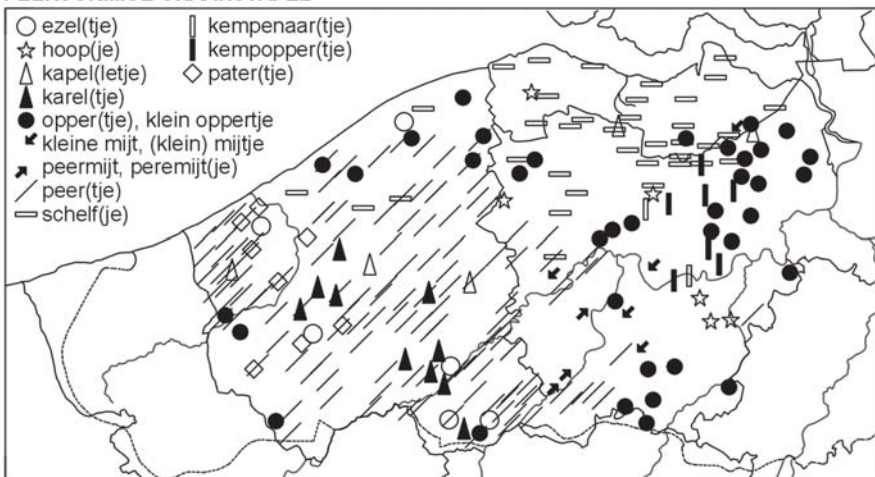 ezel(tje)
hoop(je)
kapel(letje)
karel(tje)
opper(tje), klein oppertje
kleine mijt, (klein) mijtje
peermijt, peremijt(je)
peer(tje)
schelf(je)
kempenaar(tje)
kempopper(tje)
pater(tje)